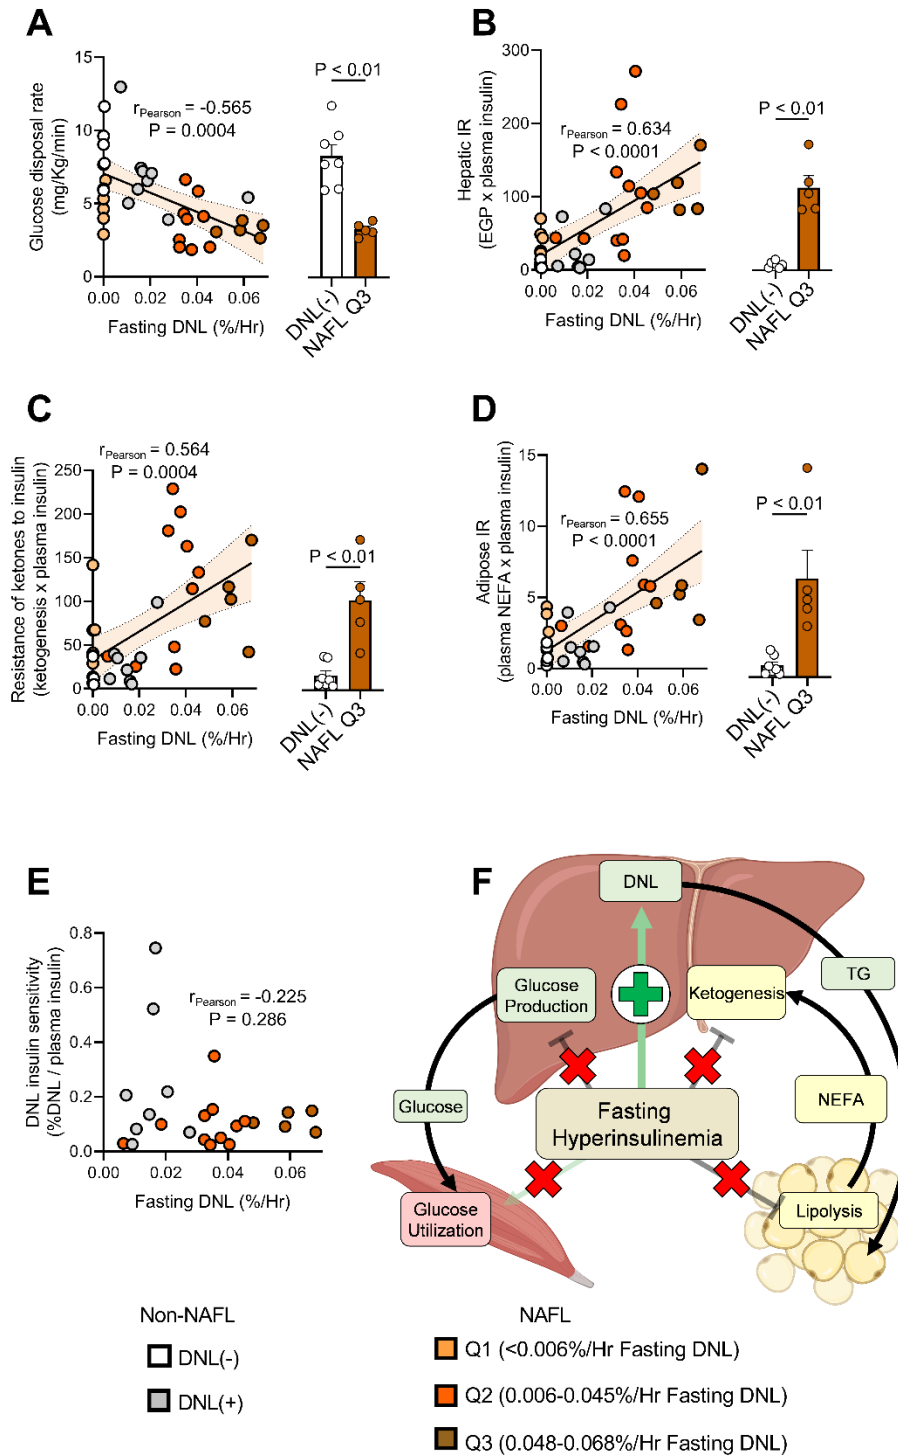 A
Glucose disposal rate
(mg/Kg/min)
15
10
5
0
r Pearson = -0.565
P = 0.0004
0.00 0.02 0.04 0.06
Fasting DNL (%/Hr)
P < 0.01
DNL(-)
NAFL Q3
B
Hepatic IR
(EGP x plasma insulin)
300
200
100
0
r Pearson = 0.634
P < 0.0001
0.00 0.02 0.04 0.06
Fasting DNL (%/Hr)
P < 0.01
DNL(-)
NAFL Q3
C
Reistance of ketones to insulin
(ketogenesis x plasma insulin)
250
200
150
100
50
0
r Pearson = 0.564
P = 0.0004
0.00 0.02 0.04 0.06
Fasting DNL (%/Hr)
P < 0.01
DNL(-)
NAFL Q3
D
Adipose IR
(plasma NEFA x plasma insulin)
15
10
5
0
r Pearson = 0.655
P < 0.0001
0.00 0.02 0.04 0.06
Fasting DNL (%/Hr)
P < 0.01
DNL(-)
NAFL Q3
E
DNL insulin sensitivity
(%DNL / plasma insulin)
0.8
0.6
0.4
0.2
0.0
r Pearson = -0.225
P = 0.286
0.00 0.02 0.04 0.06
Fasting DNL (%/Hr)
F
DNL
Glucose
Production
Ketogenesis
TG
Glucose
Fasting
Hyperinsulinemia
NEFA
Glucose
Utilization
Lipolysis
Non-NAFL
DNL(-)
DNL(+)
NAFL
Q1 (<0.006%/Hr Fasting DNL)
Q2 (0.006-0.045%/Hr Fasting DNL)
Q3 (0.048-0.068%/Hr Fasting DNL)